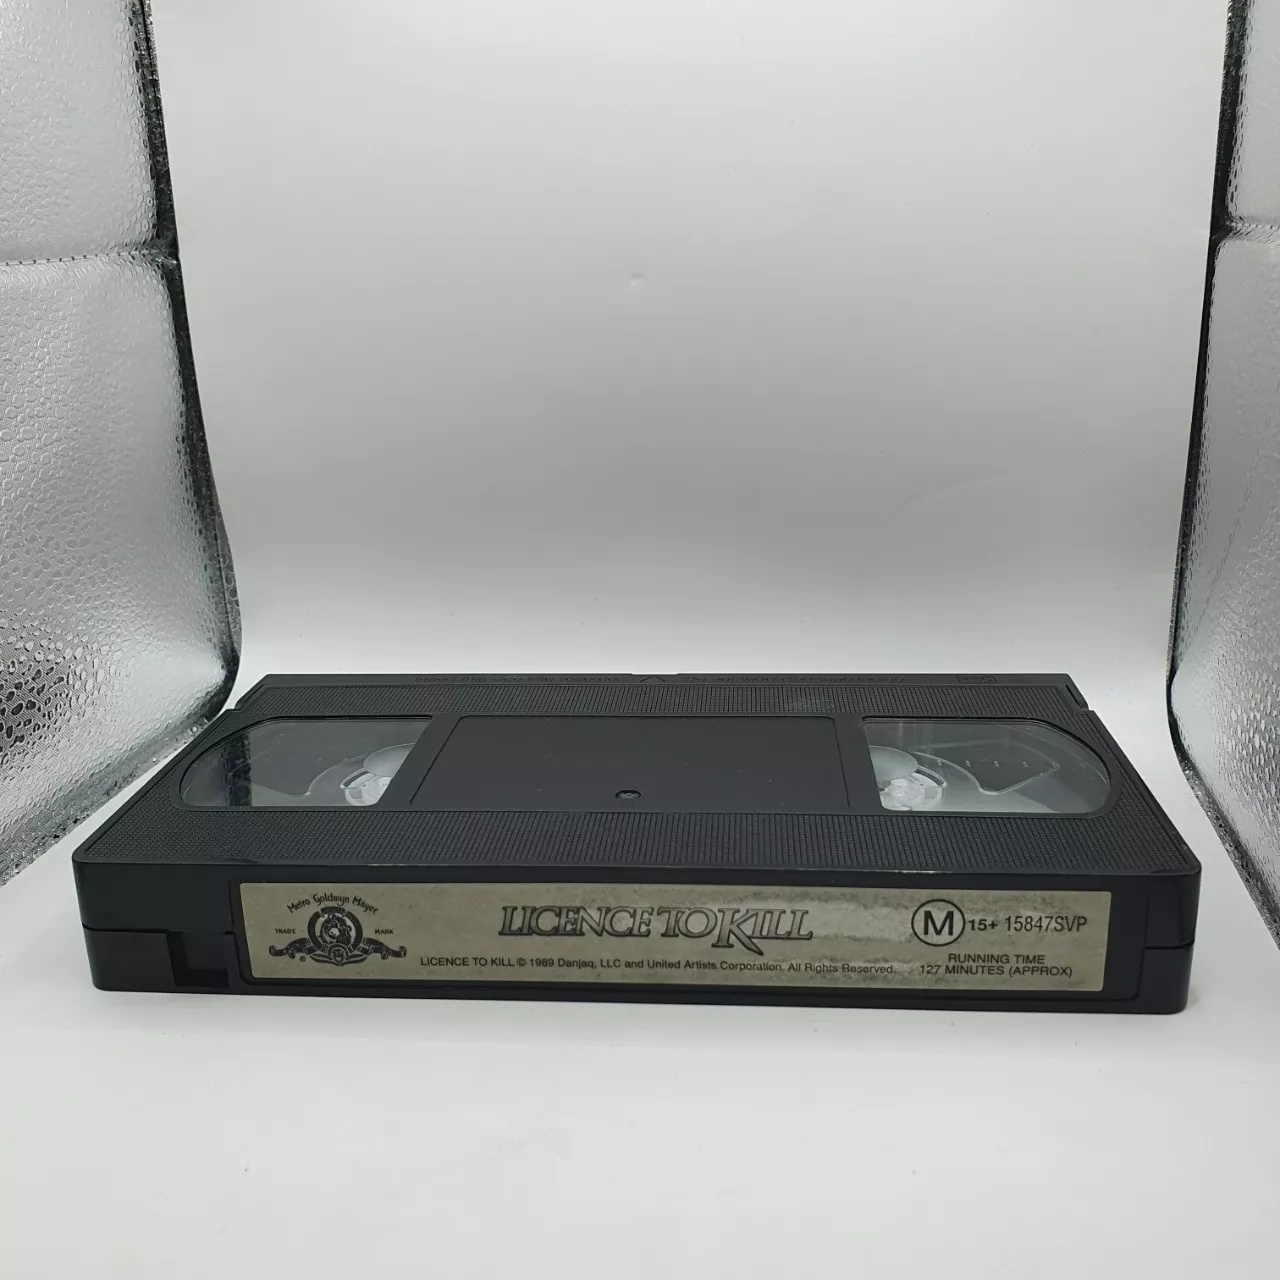 Metro Goldwyn Mayer
TRADE MARK
®
LICENCE TO KILL
LICENCE TO KILL © 1989 Danjaq, LLC and United Artists Corporation. All Rights Reserved.
M 15+ 15847SVP
RUNNING TIME
127 MINUTES (APPROX)